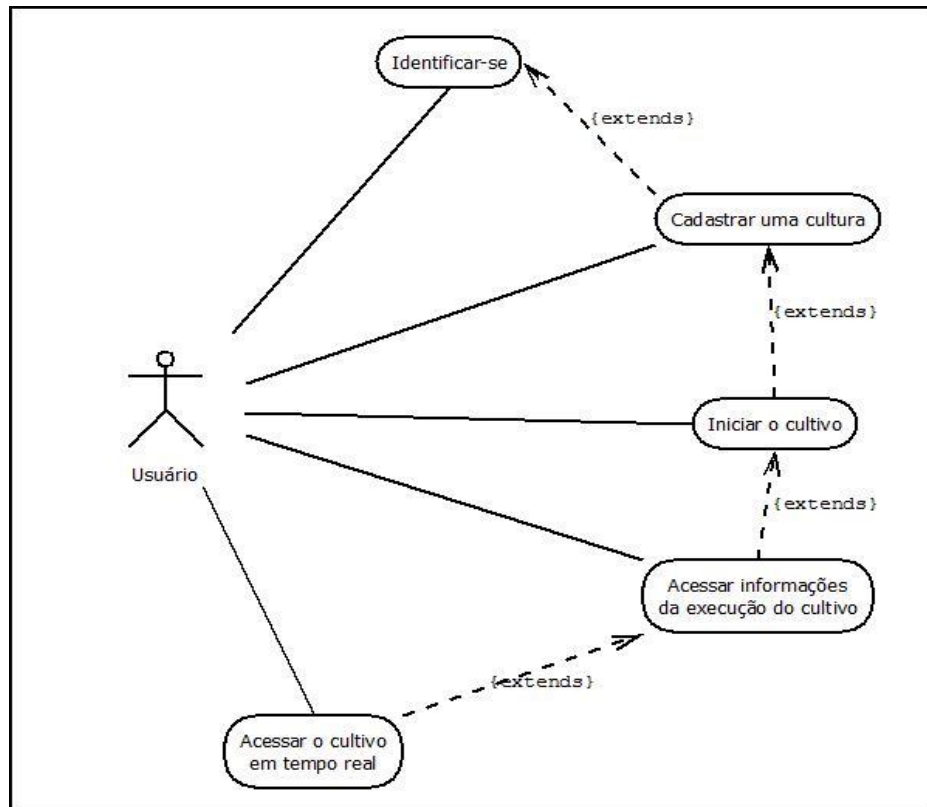 Identificar-se
{extends}
Cadastrar uma cultura
{extends}
Iniciar o cultivo
Usuário
{extends}
Acessar informações
da execução do cultivo
{extends}
Acessar o cultivo
em tempo real